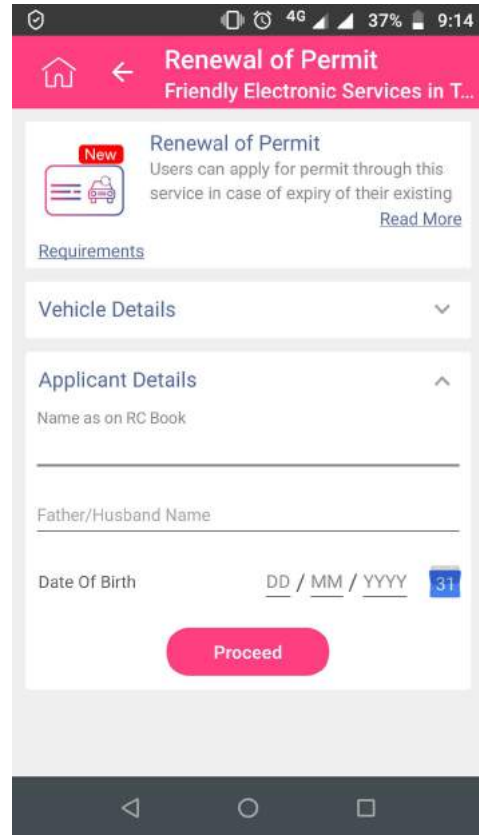 4G 37% 9:14
Renewal of Permit
Friendly Electronic Services in T...
New
Renewal of Permit
Users can apply for permit through this
service in case of expiry of their existing
Read More
Requirements
Vehicle Details
Applicant Details
Name as on RC Book
Father/Husband Name
Date Of Birth DD / MM / YYYY 31
Proceed